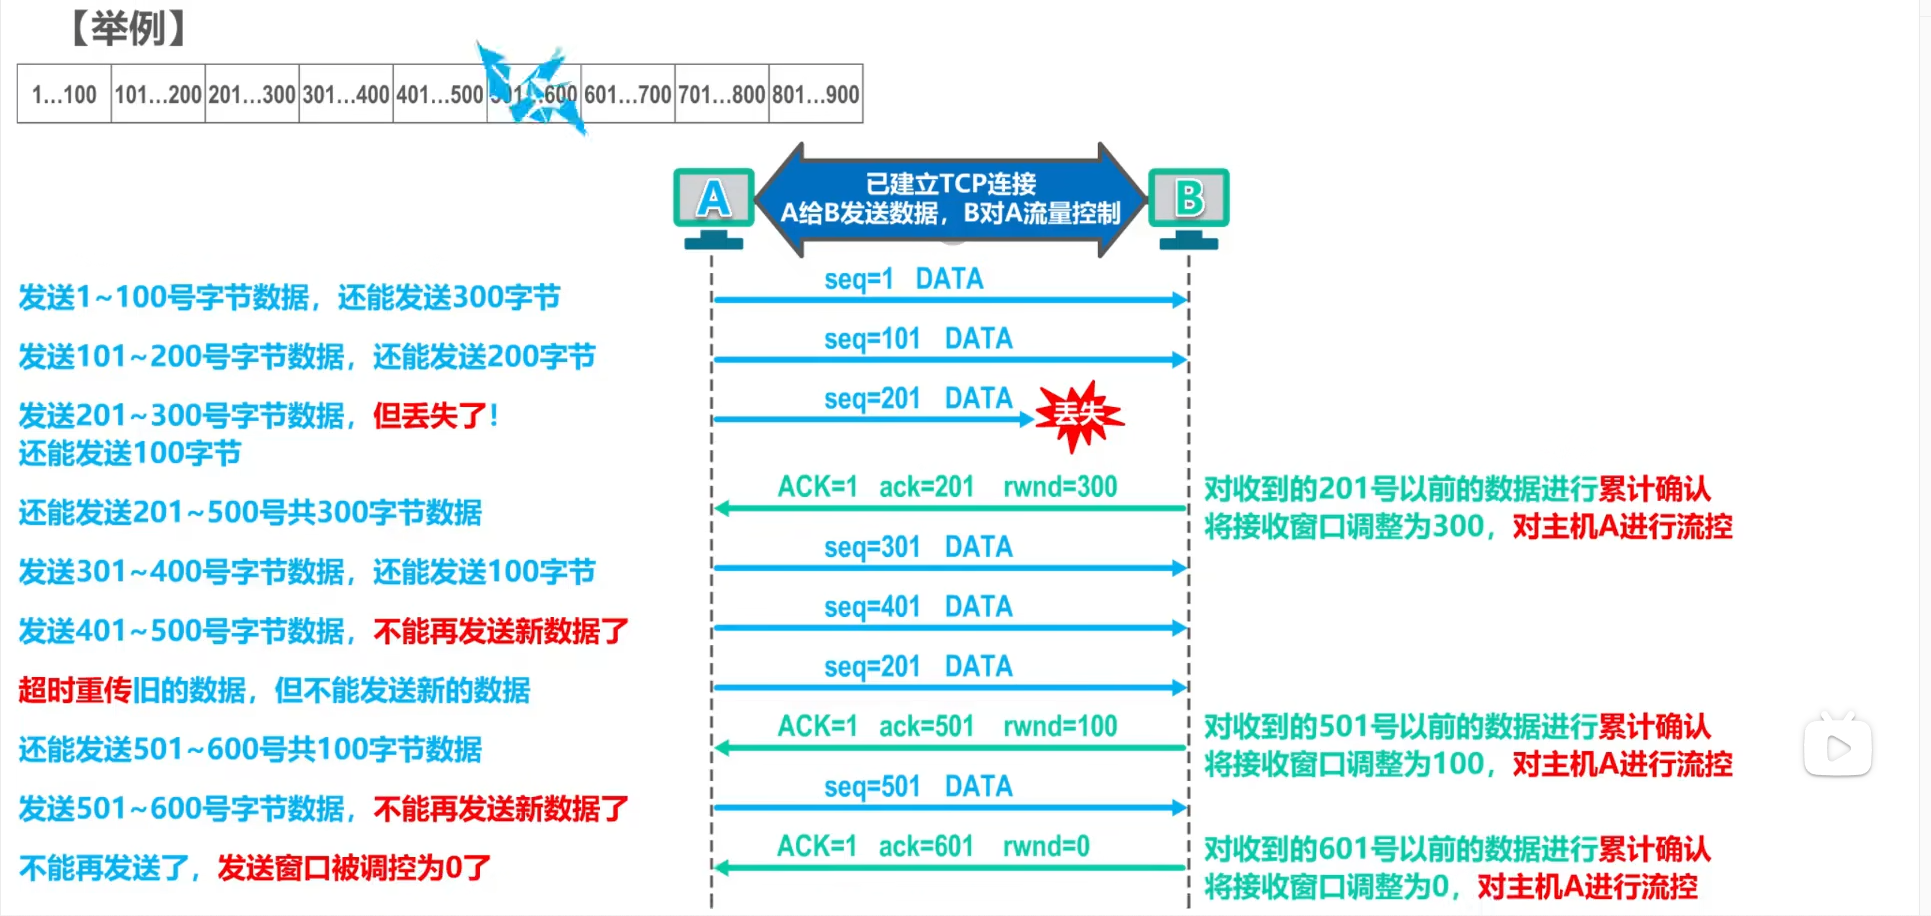 【举例】
1...100 101...200 201...300 301...400 401...500 501...600 601...700 701...800 801...900
A
已建立TCP连接
A给B发送数据，B对A流量控制
B
seq=1 DATA
发送1~100号字节数据，还能发送300字节
seq=101 DATA
发送101~200号字节数据，还能发送200字节
seq=201 DATA
丢失
发送201~300号字节数据，但丢失了！
还能发送100字节
ACK=1 ack=201 rwnd=300
对收到的201号以前的数据进行累计确认
将接收窗口调整为300，对主机A进行流控
还能发送201~500号共300字节数据
seq=301 DATA
发送301~400号字节数据，还能发送100字节
seq=401 DATA
发送401~500号字节数据，不能再发送新数据了
seq=201 DATA
超时重传旧的数据，但不能发送新的数据
ACK=1 ack=501 rwnd=100
对收到的501号以前的数据进行累计确认
将接收窗口调整为100，对主机A进行流控
还能发送501~600号共100字节数据
seq=501 DATA
发送501~600号字节数据，不能再发送新数据了
ACK=1 ack=601 rwnd=0
对收到的601号以前的数据进行累计确认
将接收窗口调整为0，对主机A进行流控
不能再发送了，发送窗口被调控为0了